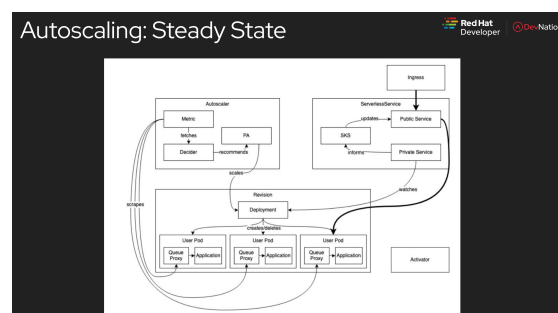 Autoscaling: Steady State
Red Hat
Developer
DevNatio
Ingress
Autoscaler
ServerlessService
Metric
updates
Public Service
fetches
PA
SKS
Decider
recommends
informs
Private Service
scales
watches
Revision
scrapes
Deployment
creates/deletes
User Pod
User Pod
User Pod
Queue
Proxy
Application
Queue
Proxy
Application
Queue
Proxy
Application
Activator